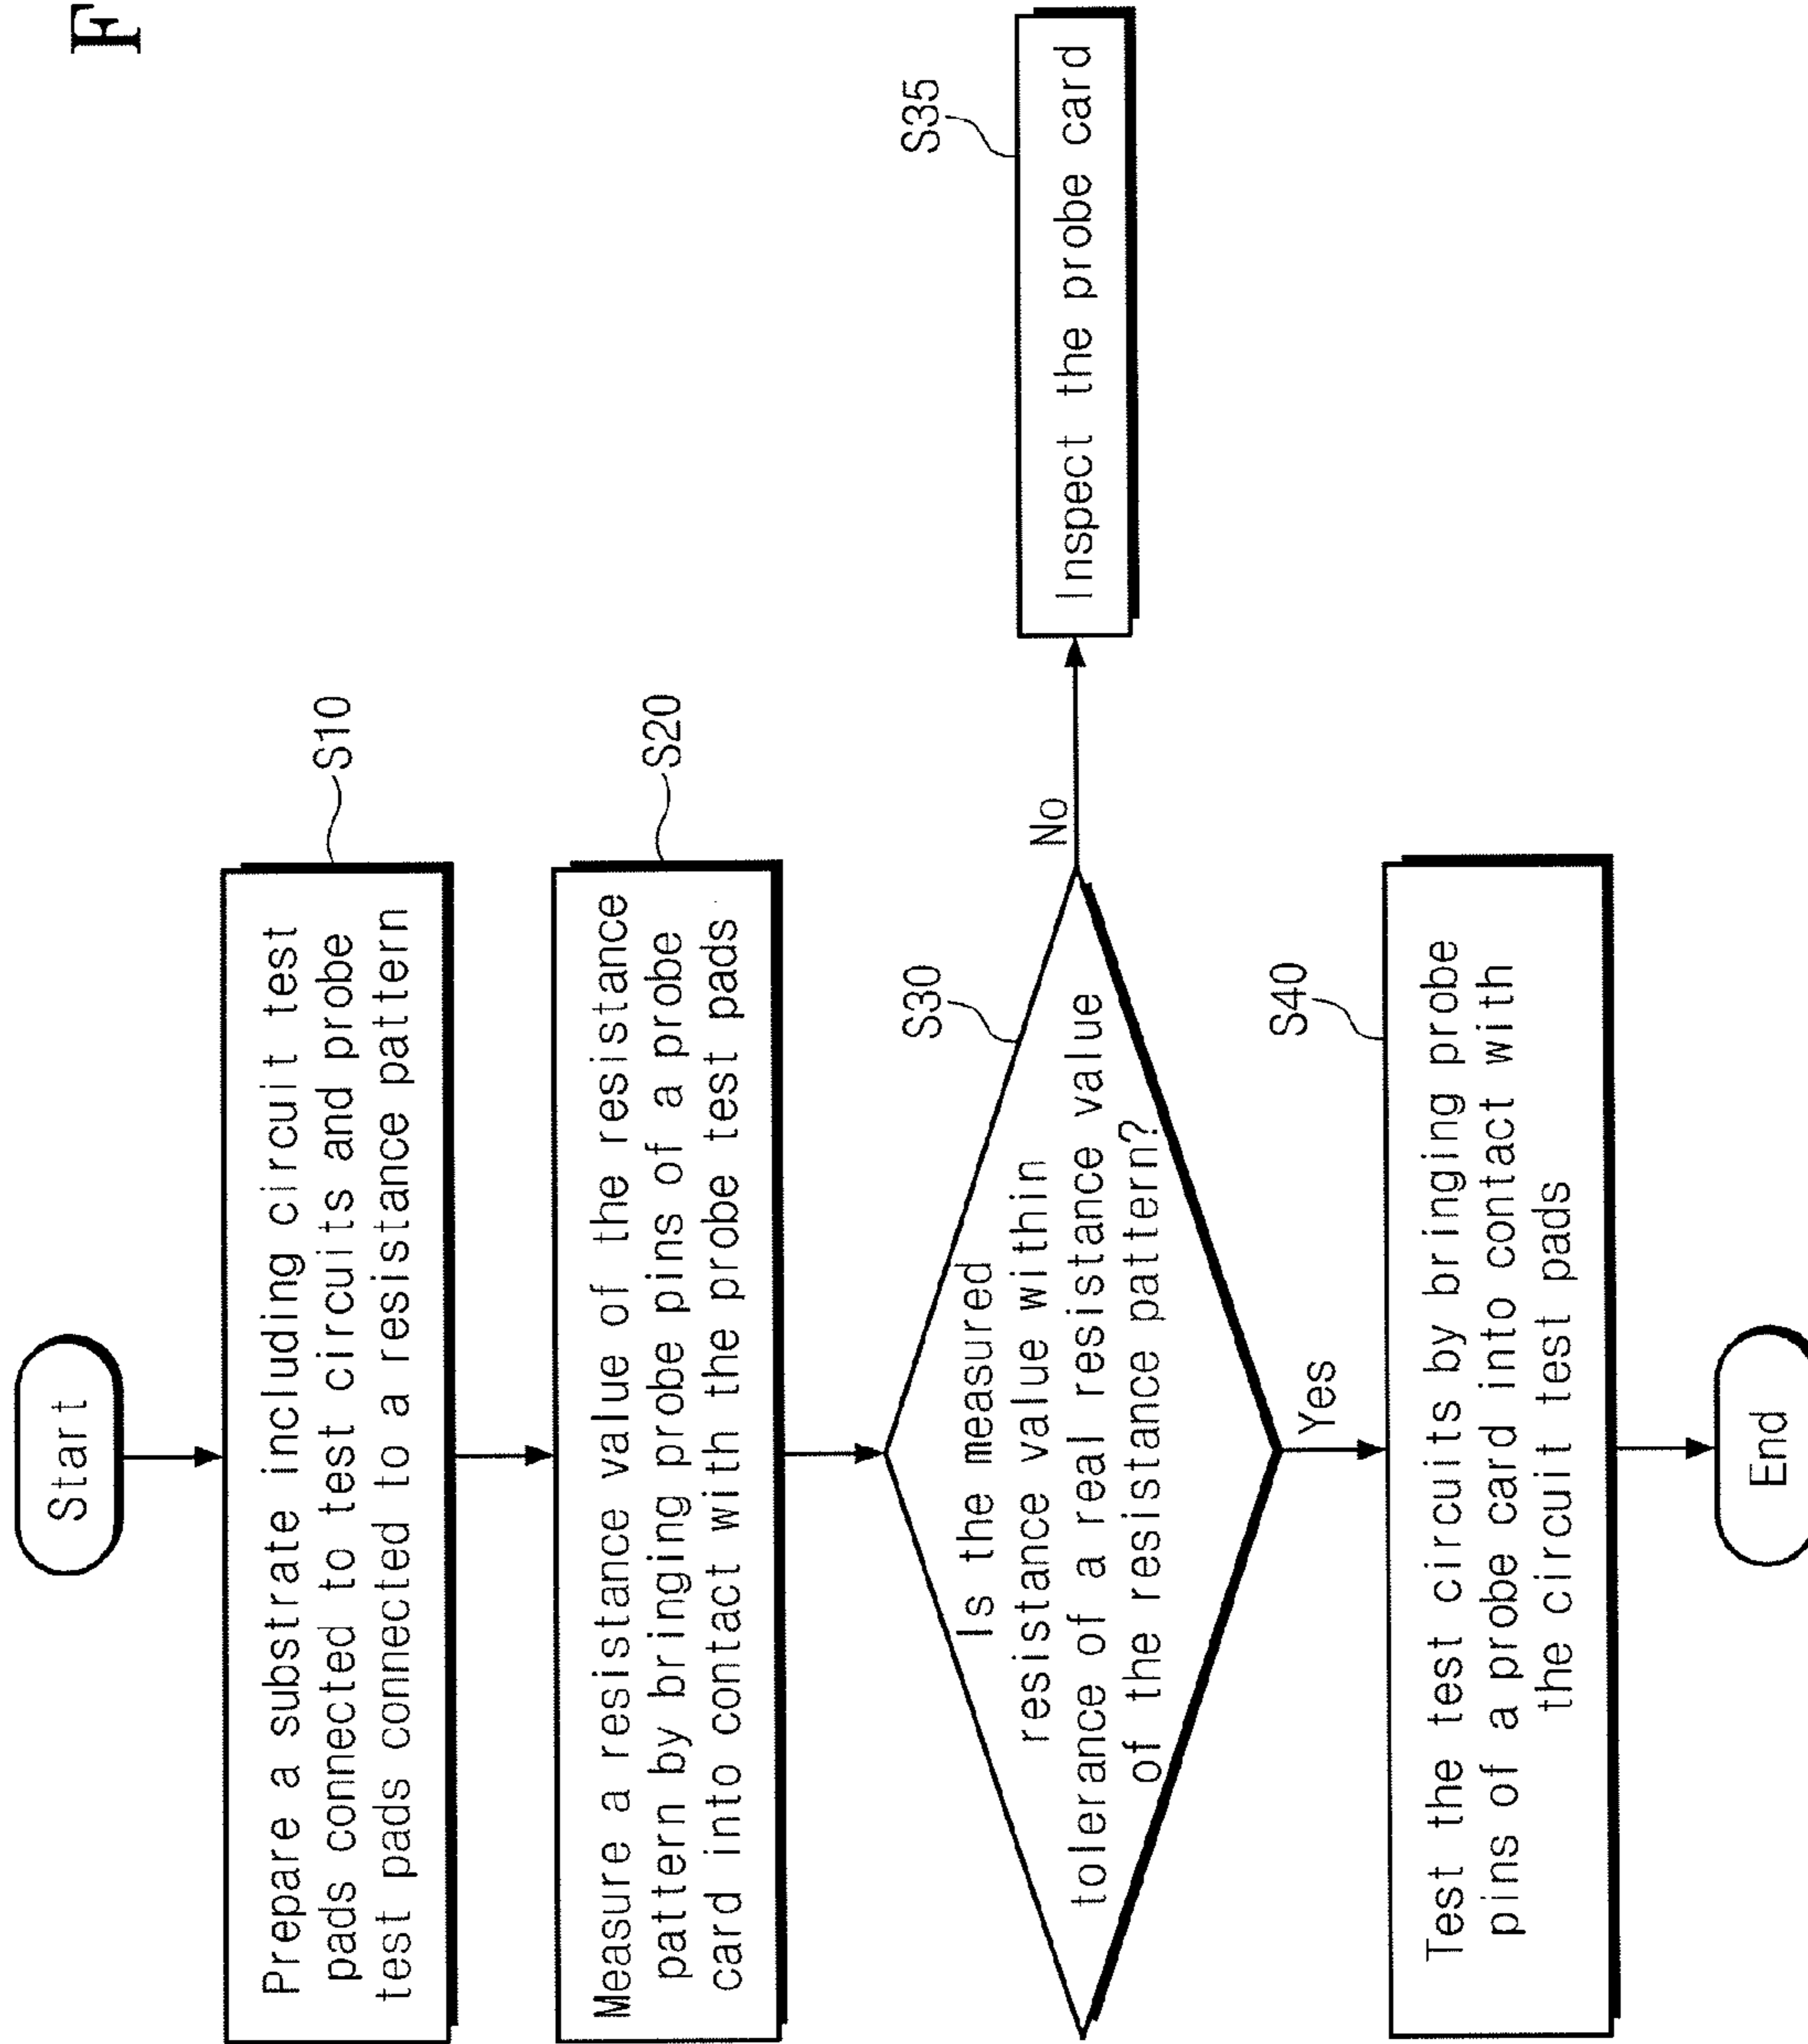 F
Start
Prepare a substrate including circuit test
pads connected to test circuits and probe
test pads connected to a resistance pattern
S10
Measure a resistance value of the resistance
pattern by bringing probe pins of a probe
card into contact with the probe test pads
S20
Is the measured
resistance value within
tolerance of a real resistance value
of the resistance pattern?
S30
No
Inspect the probe card
S35
Yes
Test the test circuits by bringing probe
pins of a probe card into contact with
the circuit test pads
S40
End